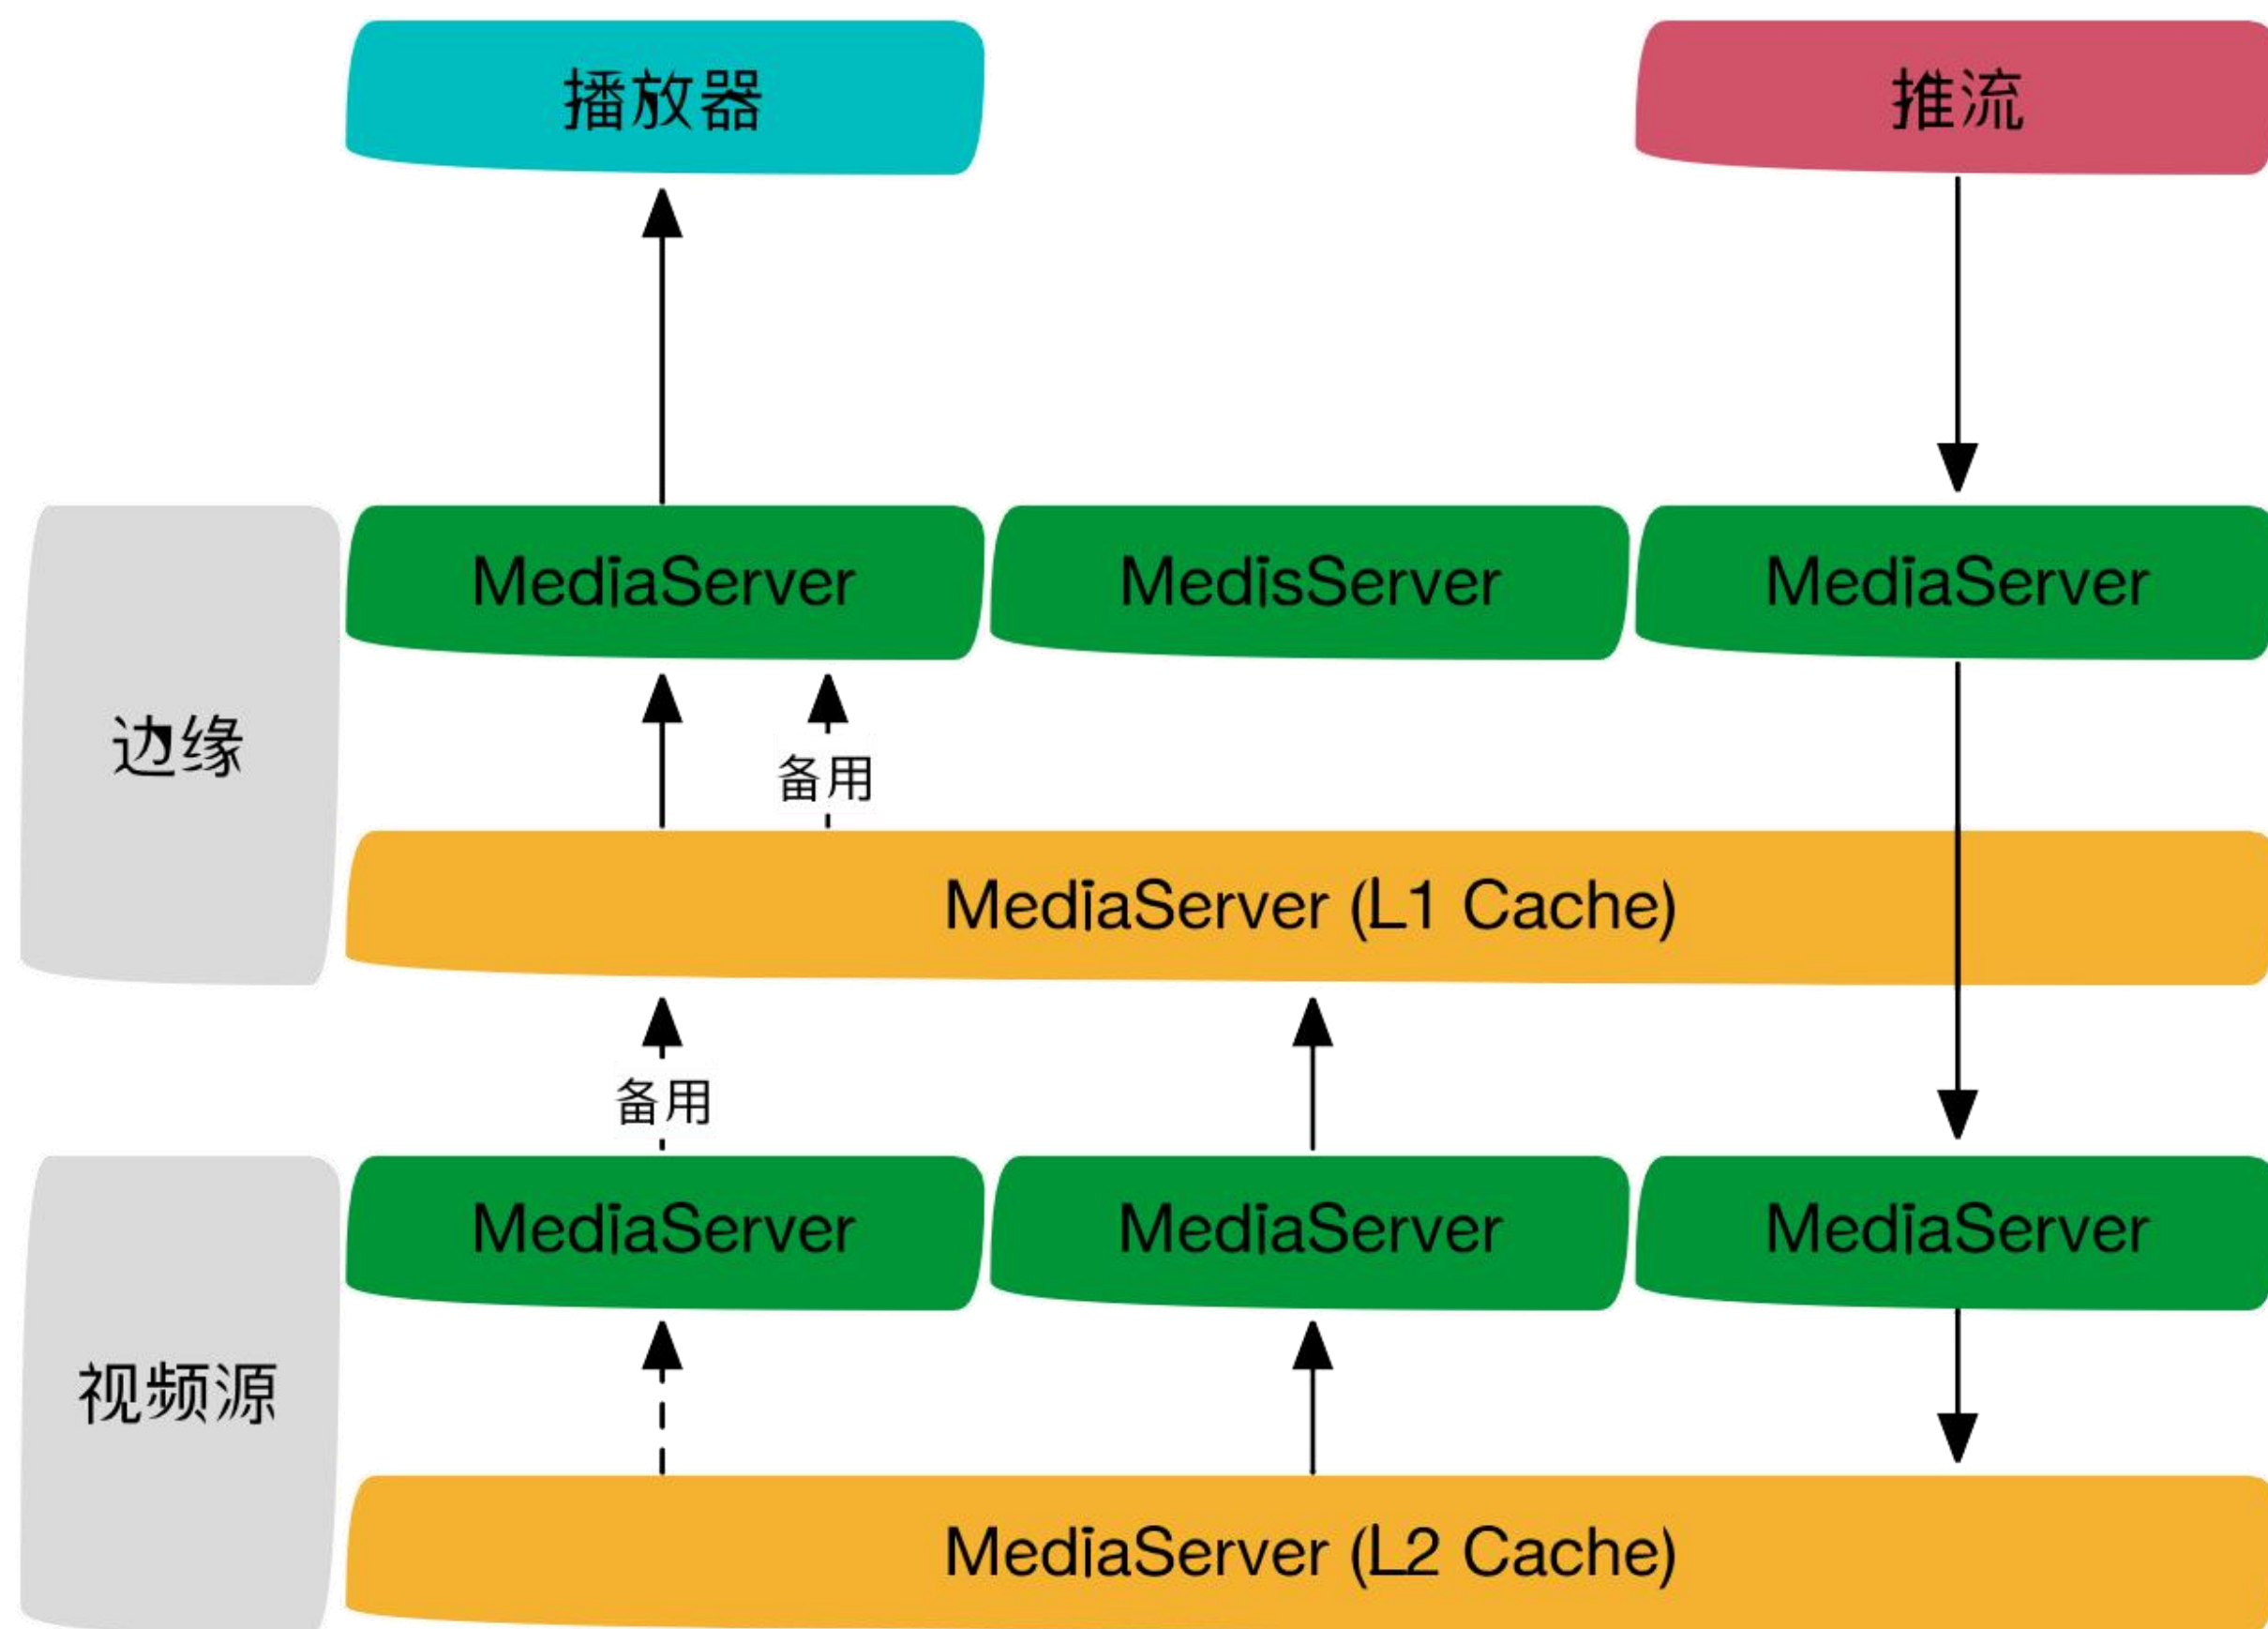 播放器
推流
MediaServer
MedisServer
MediaServer
边缘
备用
MediaServer (L1 Cache)
备用
MediaServer
MediaServer
MediaServer
视频源
MediaServer (L2 Cache)